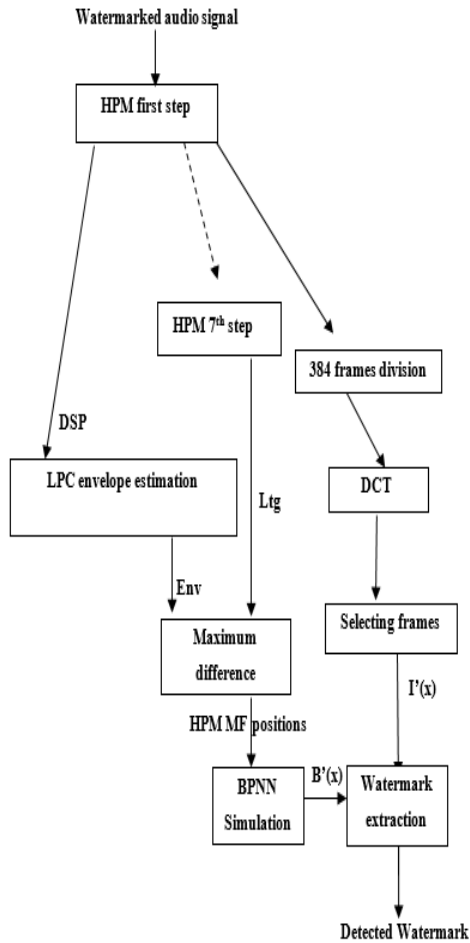 Watermarked audio signal
HPM first step
HPM 7th step
384 frames division
DSP
LPC envelope estimation
Ltg
DCT
Env
Selecting frames
Maximum
difference
I'(x)
HPM MF positions
BPNN
Simulation
B'(x)
Watermark
extraction
Detected Watermark